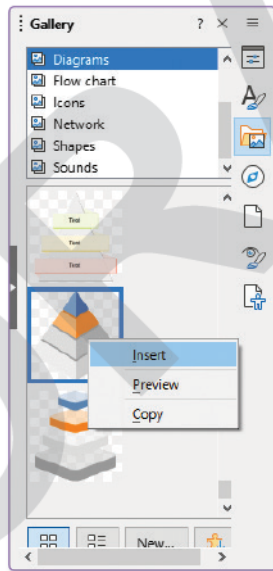 Gallery ?
Diagrams
Flow chart
Icons
Network
Shapes
Sounds
Text
Text
Text
Insert
Preview
Copy
New...